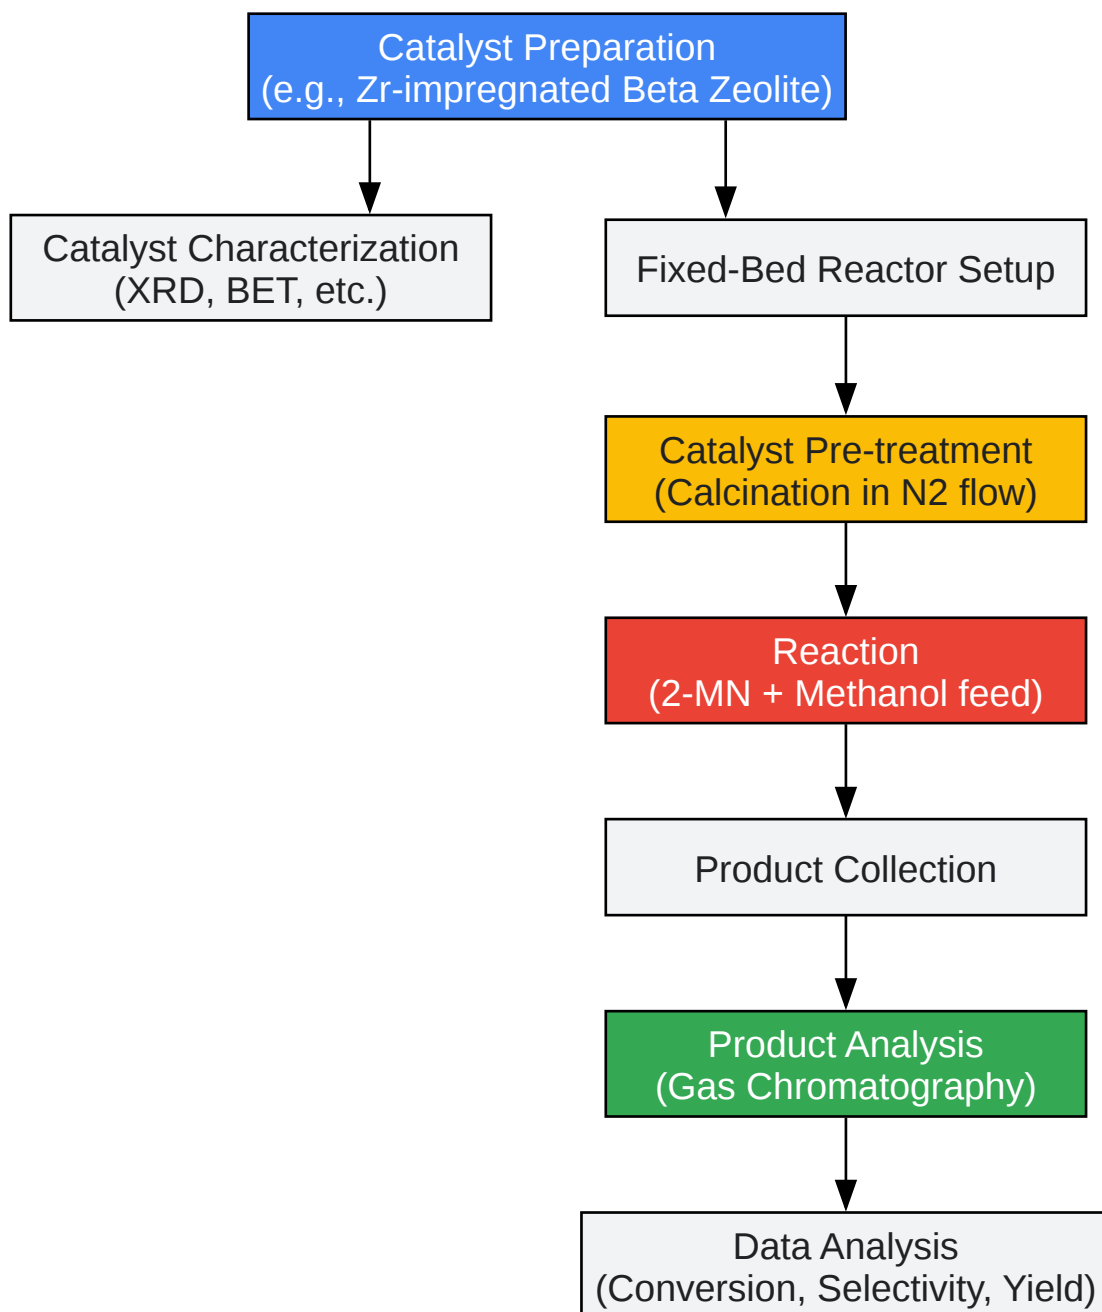 Catalyst Preparation
(e.g., Zr-impregnated Beta Zeolite)
Catalyst Characterization
(XRD, BET, etc.)
Fixed-Bed Reactor Setup
Catalyst Pre-treatment
(Calcination in N2 flow)
Reaction
(2-MN + Methanol feed)
Product Collection
Product Analysis
(Gas Chromatography)
Data Analysis
(Conversion, Selectivity, Yield)